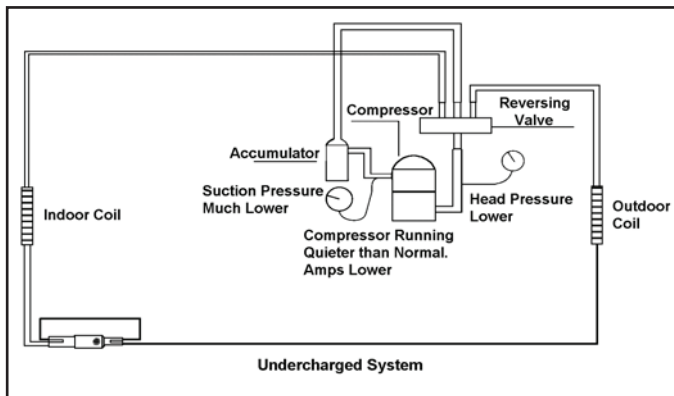 Compressor
Reversing
Valve
Accumulator
Suction Pressure
Much Lower
Head Pressure
Lower
Indoor Coil
Outdoor
Coil
Compressor Running
Quieter than Normal.
Amps Lower
Undercharged System